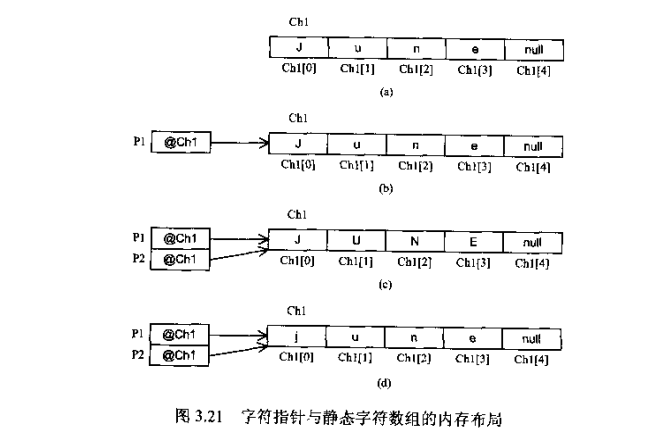 Ch1
J u n e null
Ch1[0] Ch1[1] Ch1[2] Ch1[3] Ch1[4]
(a)
Ch1
P1 @Ch1 J u n e null
Ch1[0] Ch1[1] Ch1[2] Ch1[3] Ch1[4]
(b)
Ch1
P1 @Ch1 J U N E null
P2 @Ch1
Ch1[0] Ch1[1] Ch1[2] Ch1[3] Ch1[4]
(c)
Ch1
P1 @Ch1 j u n e null
P2 @Ch1
Ch1[0] Ch1[1] Ch1[2] Ch1[3] Ch1[4]
(d)
图 3.21 字符指针与静态字符数组的内存布局